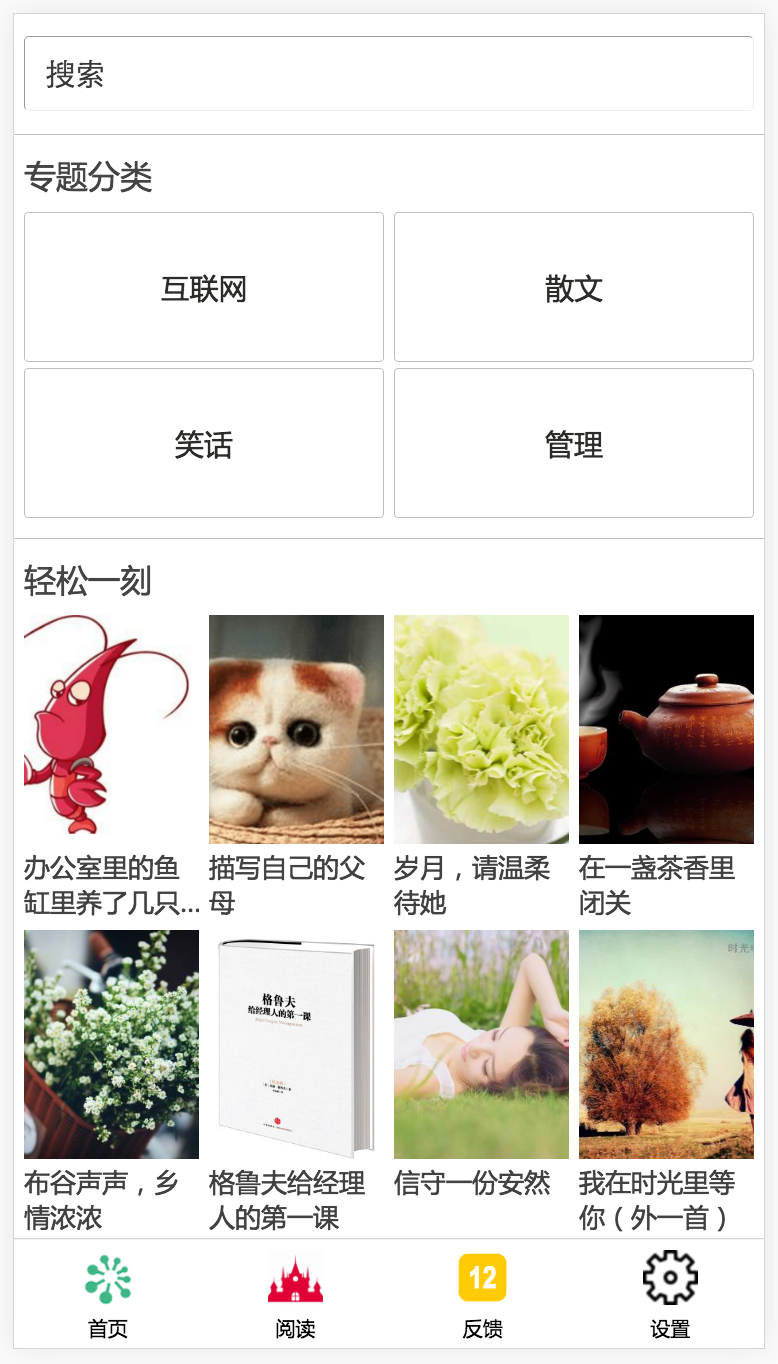 搜索
专题分类
互联网
散文
笑话
管理
轻松一刻
办公室里的鱼
缸里养了几只...
描写自己的父
母
岁月，请温柔
待她
在一盏茶香里
闭关
格鲁夫
给经理人的第一课
时光
布谷声声，乡
情浓浓
格鲁夫给经理
人的第一课
信守一份安然
我在时光里等
你（外一首）
12
首页
阅读
反馈
设置